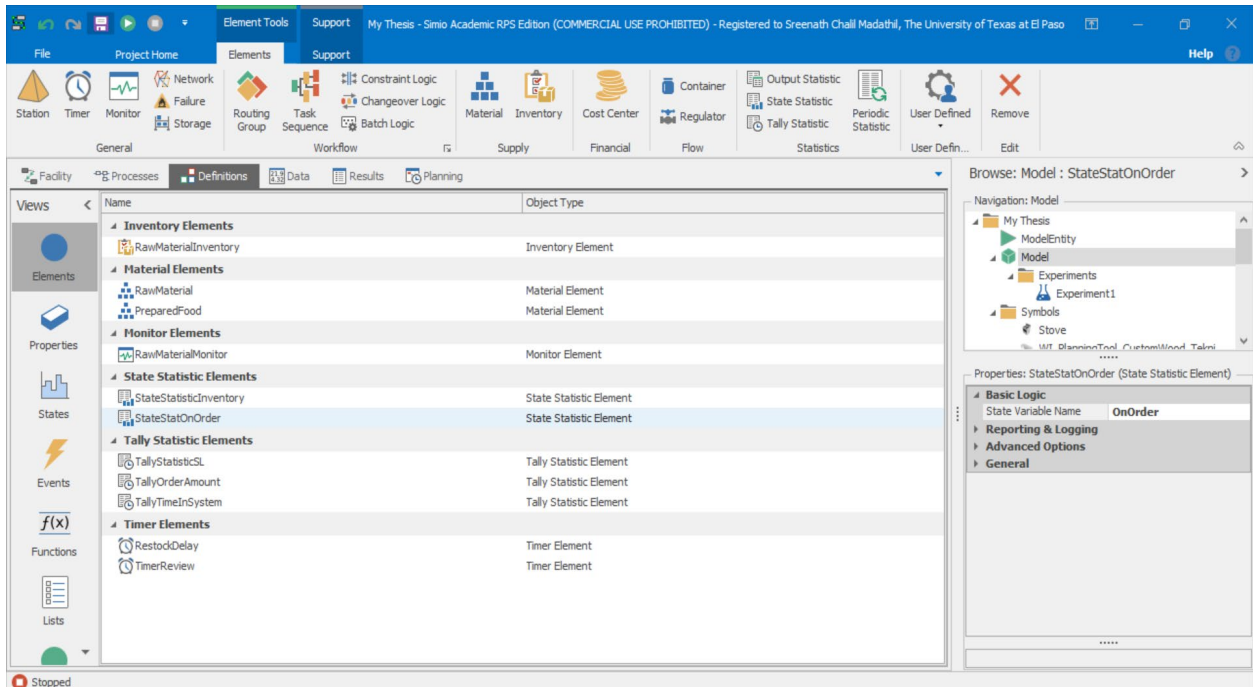 Element Tools Support My Thesis - Simio Academic RPS Edition (COMMERCIAL USE PROHIBITED) - Registered to Sreenath Chalil Madathil, The University of Texas at El Paso
File Project Home Elements Support Help
Station Timer Monitor Network Failure Storage
General
Routing Group Task Sequence Constraint Logic Changeover Logic Batch Logic
Workflow
Material Inventory
Supply
Cost Center
Financial
Container Regulator
Flow
Output Statistic State Statistic Tally Statistic Periodic Statistic
Statistics
User Defined
User Defin...
Remove
Edit
Facility Processes Definitions Data Results Planning
Views
Elements
Properties
States
Events
f(x)
Functions
Lists
Name Object Type
Inventory Elements
RawMaterialInventory Inventory Element
Material Elements
RawMaterial Material Element
PreparedFood Material Element
Monitor Elements
RawMaterialMonitor Monitor Element
State Statistic Elements
StateStatisticInventory State Statistic Element
StateStatOnOrder State Statistic Element
Tally Statistic Elements
TallyStatisticSL Tally Statistic Element
TallyOrderAmount Tally Statistic Element
TallyTimeInSystem Tally Statistic Element
Timer Elements
RestockDelay Timer Element
TimerReview Timer Element
Browse: Model : StateStatOnOrder
Navigation: Model
My Thesis
ModelEntity
Model
Experiments
Experiment1
Symbols
Stove
Properties: StateStatOnOrder (State Statistic Element)
Basic Logic
State Variable Name OnOrder
Reporting & Logging
Advanced Options
General
Stopped